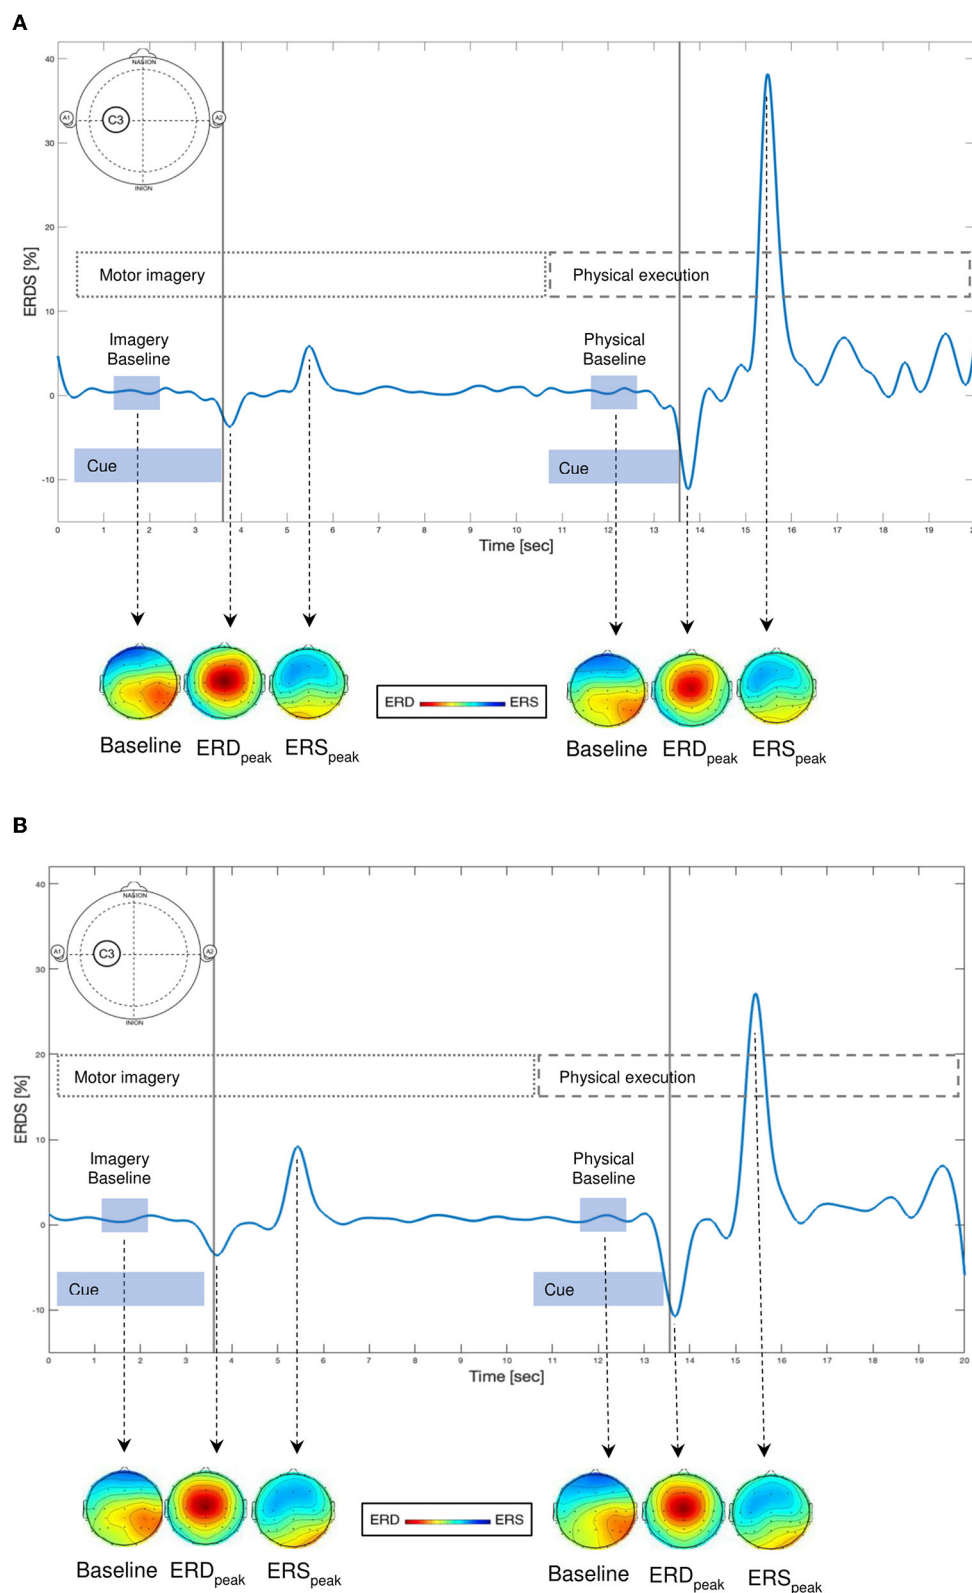 A
NASION
A1
C3
A2
INION
40
30
20
10
0
-10
ERDS [%]
Motor imagery
Physical execution
Imagery
Baseline
Physical
Baseline
Cue
Cue
0 1 2 3 4 5 6 7 8 9 10 11 12 13 14 15 16 17 18 19 2
Time [sec]
ERD ERS
Baseline ERDpeak ERSpeak
Baseline ERDpeak ERSpeak
B
NASION
A1
C3
A2
INION
40
30
20
10
0
-10
ERDS [%]
Motor imagery
Physical execution
Imagery
Baseline
Physical
Baseline
Cue
Cue
0 1 2 3 4 5 6 7 8 9 10 11 12 13 14 15 16 17 18 19 20
Time [sec]
ERD ERS
Baseline ERDpeak ERSpeak
Baseline ERDpeak ERSpeak